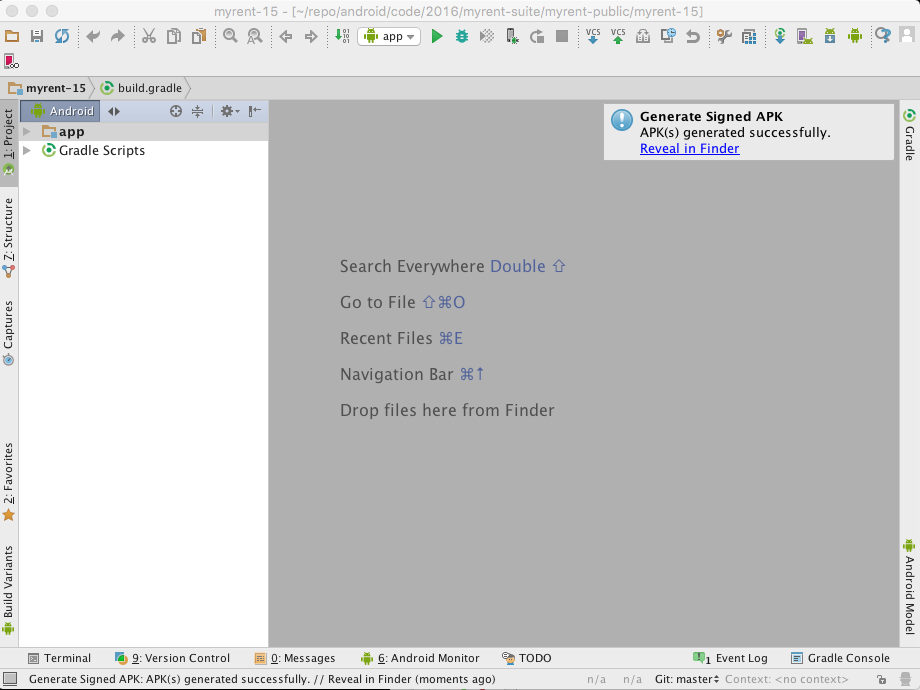 myrent-15 - [~/repo/android/code/2016/myrent-suite/myrent-public/myrent-15]
app
VCS
VCS
myrent-15
build.gradle
Android
app
Gradle Scripts
1: Project
Z: Structure
Captures
2: Favorites
Build Variants
Generate Signed APK
APK(s) generated successfully.
Reveal in Finder
Search Everywhere Double ⇧
Go to File ⇧⌘O
Recent Files ⌘E
Navigation Bar ⌘↑
Drop files here from Finder
Gradle
Android Model
Terminal
9: Version Control
0: Messages
6: Android Monitor
TODO
1 Event Log
Gradle Console
Generate Signed APK: APK(s) generated successfully. // Reveal in Finder (moments ago)
n/a
n/a
Git: master
Context: <no context>